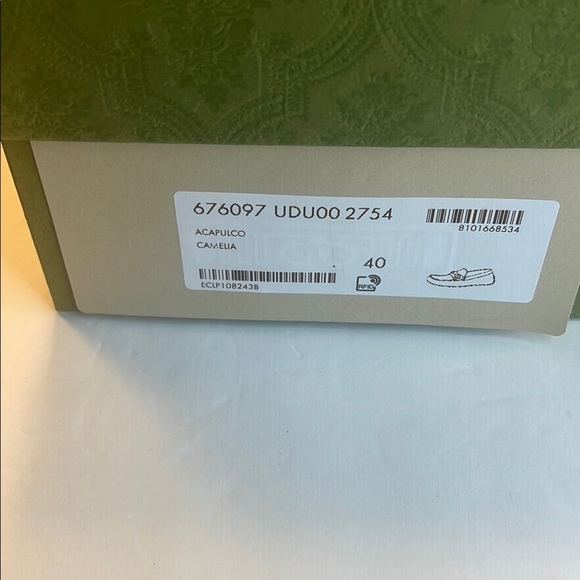 676097 UDU00 2754
8101668534
ACAPULCO
CAMELIA
40
ECLP108243B
RFID